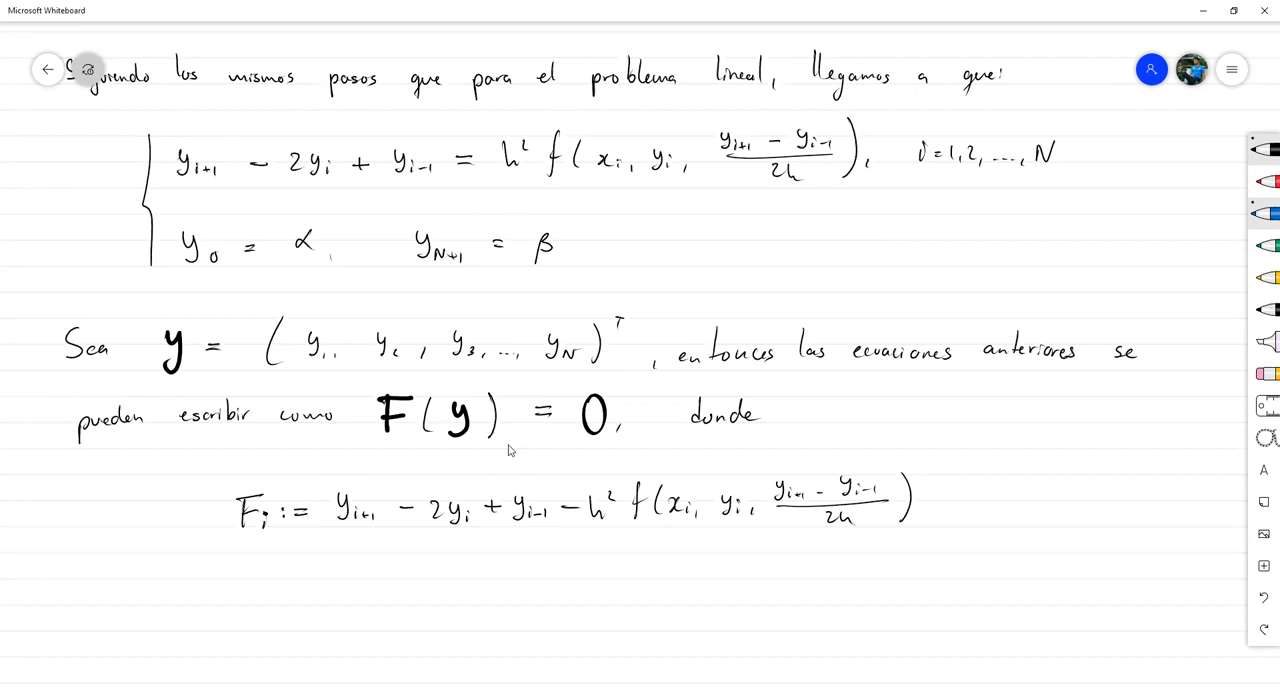 Microsoft Whiteboard
Siguiendo los mismos pasos que para el problema lineal, llegamos a que:
y_{i+1} - 2y_i + y_{i-1} = h² f(x_i, y_i, (y_{i+1} - y_{i-1})/2h), i = 1, 2, ..., N
y_0 = α, y_{N+1} = β
Sea y = (y_1, y_2, y_3, ..., y_N)^T, entonces las ecuaciones anteriores se
pueden escribir como F(y) = 0, donde
F_i := y_{i+1} - 2y_i + y_{i-1} - h² f(x_i, y_i, (y_{i+1} - y_{i-1})/2h)
A